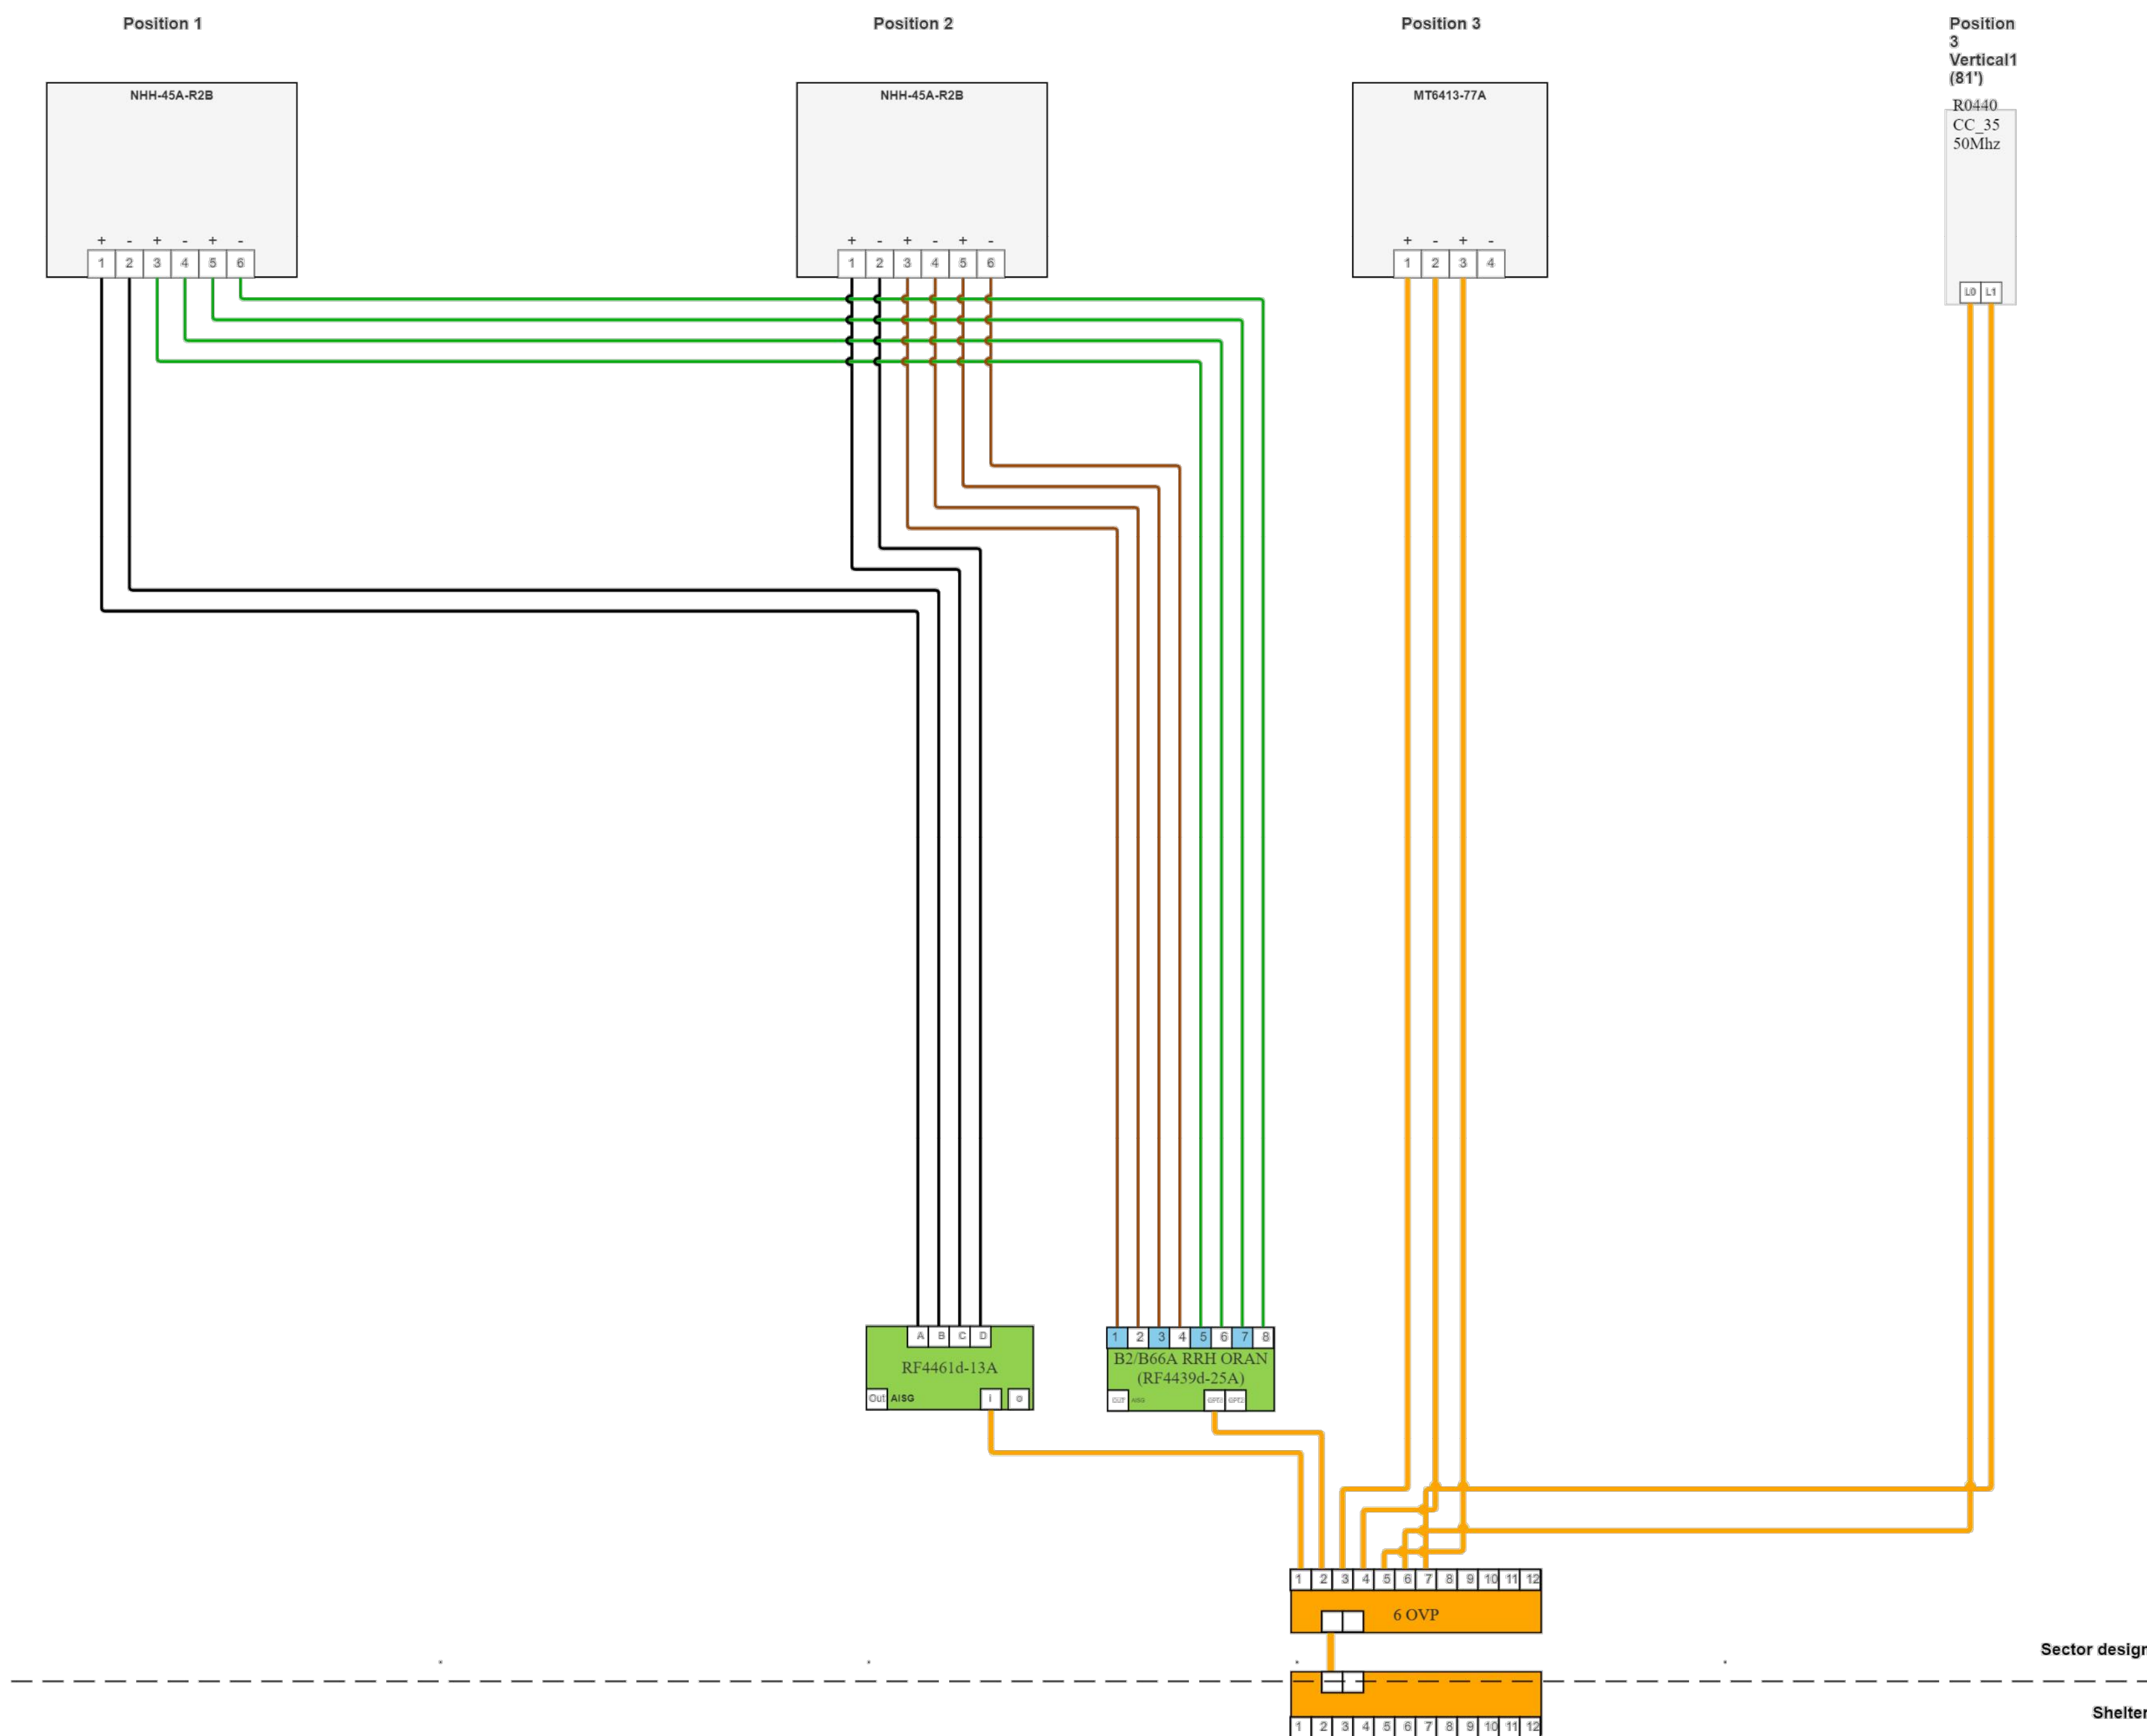 Position 1
Position 2
Position 3
Position
3
Vertical1
(81')
NHH-45A-R2B
NHH-45A-R2B
MT6413-77A
R0440
CC_35
50Mhz
+ - + - + -
1 2 3 4 5 6
+ - + - + -
1 2 3 4 5 6
+ - + -
1 2 3 4
L0 L1
A B C D
RF4461d-13A
Out AISG
1 2 3 4 5 6 7 8
B2/B66A RRH ORAN
(RF4439d-25A)
OUT AISG
1 2 3 4 5 6 7 8 9 10 11 12
6 OVP
Sector design
Shelter
1 2 3 4 5 6 7 8 9 10 11 12